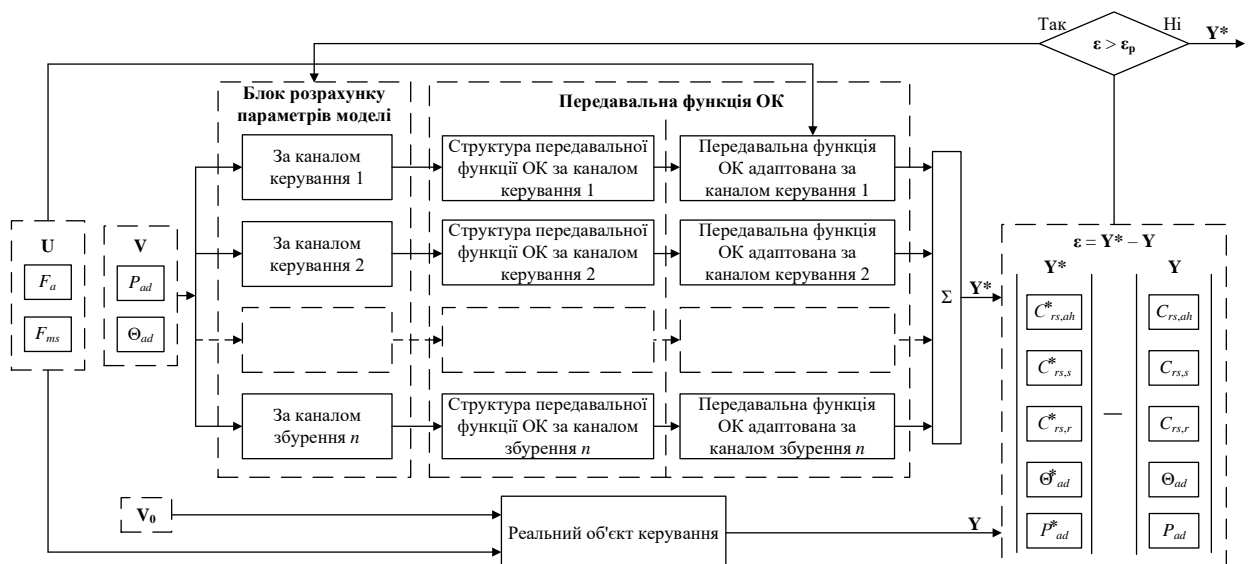 Так
Ні
ε > εp
Y*
Блок розрахунку
параметрів моделі
Передавальна функція ОК
За каналом
керування 1
Структура передавальної
функції ОК за каналом
керування 1
Передавальна функція
ОК адаптована за
каналом керування 1
U
Fa
Fms
V
Pad
Θad
За каналом
керування 2
Структура передавальної
функції ОК за каналом
керування 2
Передавальна функція
ОК адаптована за
каналом керування 2
За каналом
збурення n
Структура передавальної
функції ОК за каналом
збурення n
Передавальна функція
ОК адаптована за
каналом збурення n
Σ
Y*
ε = Y* – Y
Y*
Y
C*rs,ah
Crs,ah
C*rs,s
Crs,s
C*rs,r
—
Crs,r
Θ*ad
Θad
P*ad
Pad
V0
Реальний об'єкт керування
Y